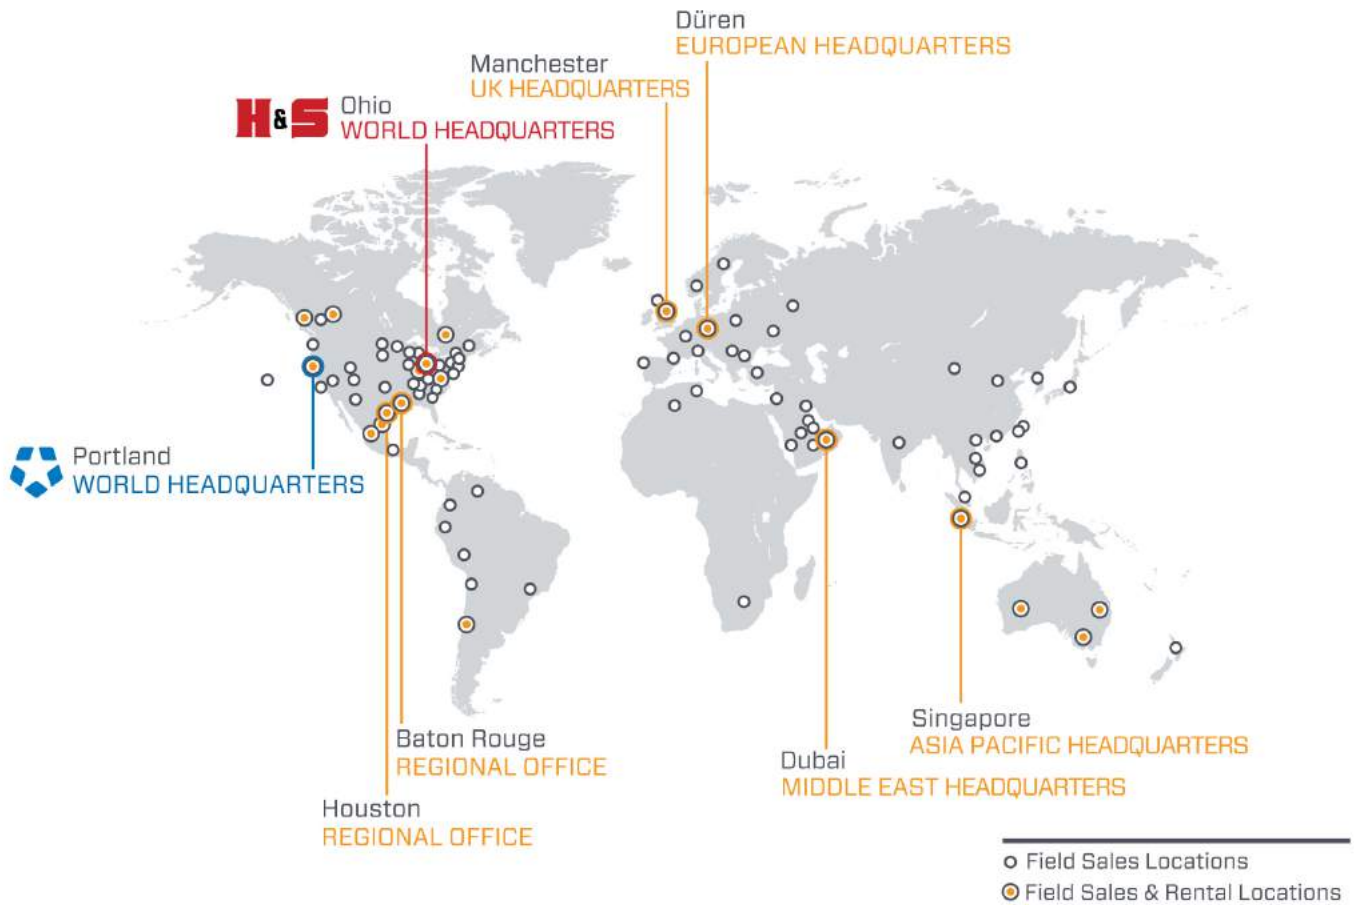 Düren
EUROPEAN HEADQUARTERS
Manchester
UK HEADQUARTERS
H&S
Ohio
WORLD HEADQUARTERS
Portland
WORLD HEADQUARTERS
Baton Rouge
REGIONAL OFFICE
Houston
REGIONAL OFFICE
Singapore
ASIA PACIFIC HEADQUARTERS
Dubai
MIDDLE EAST HEADQUARTERS
Field Sales Locations
Field Sales & Rental Locations